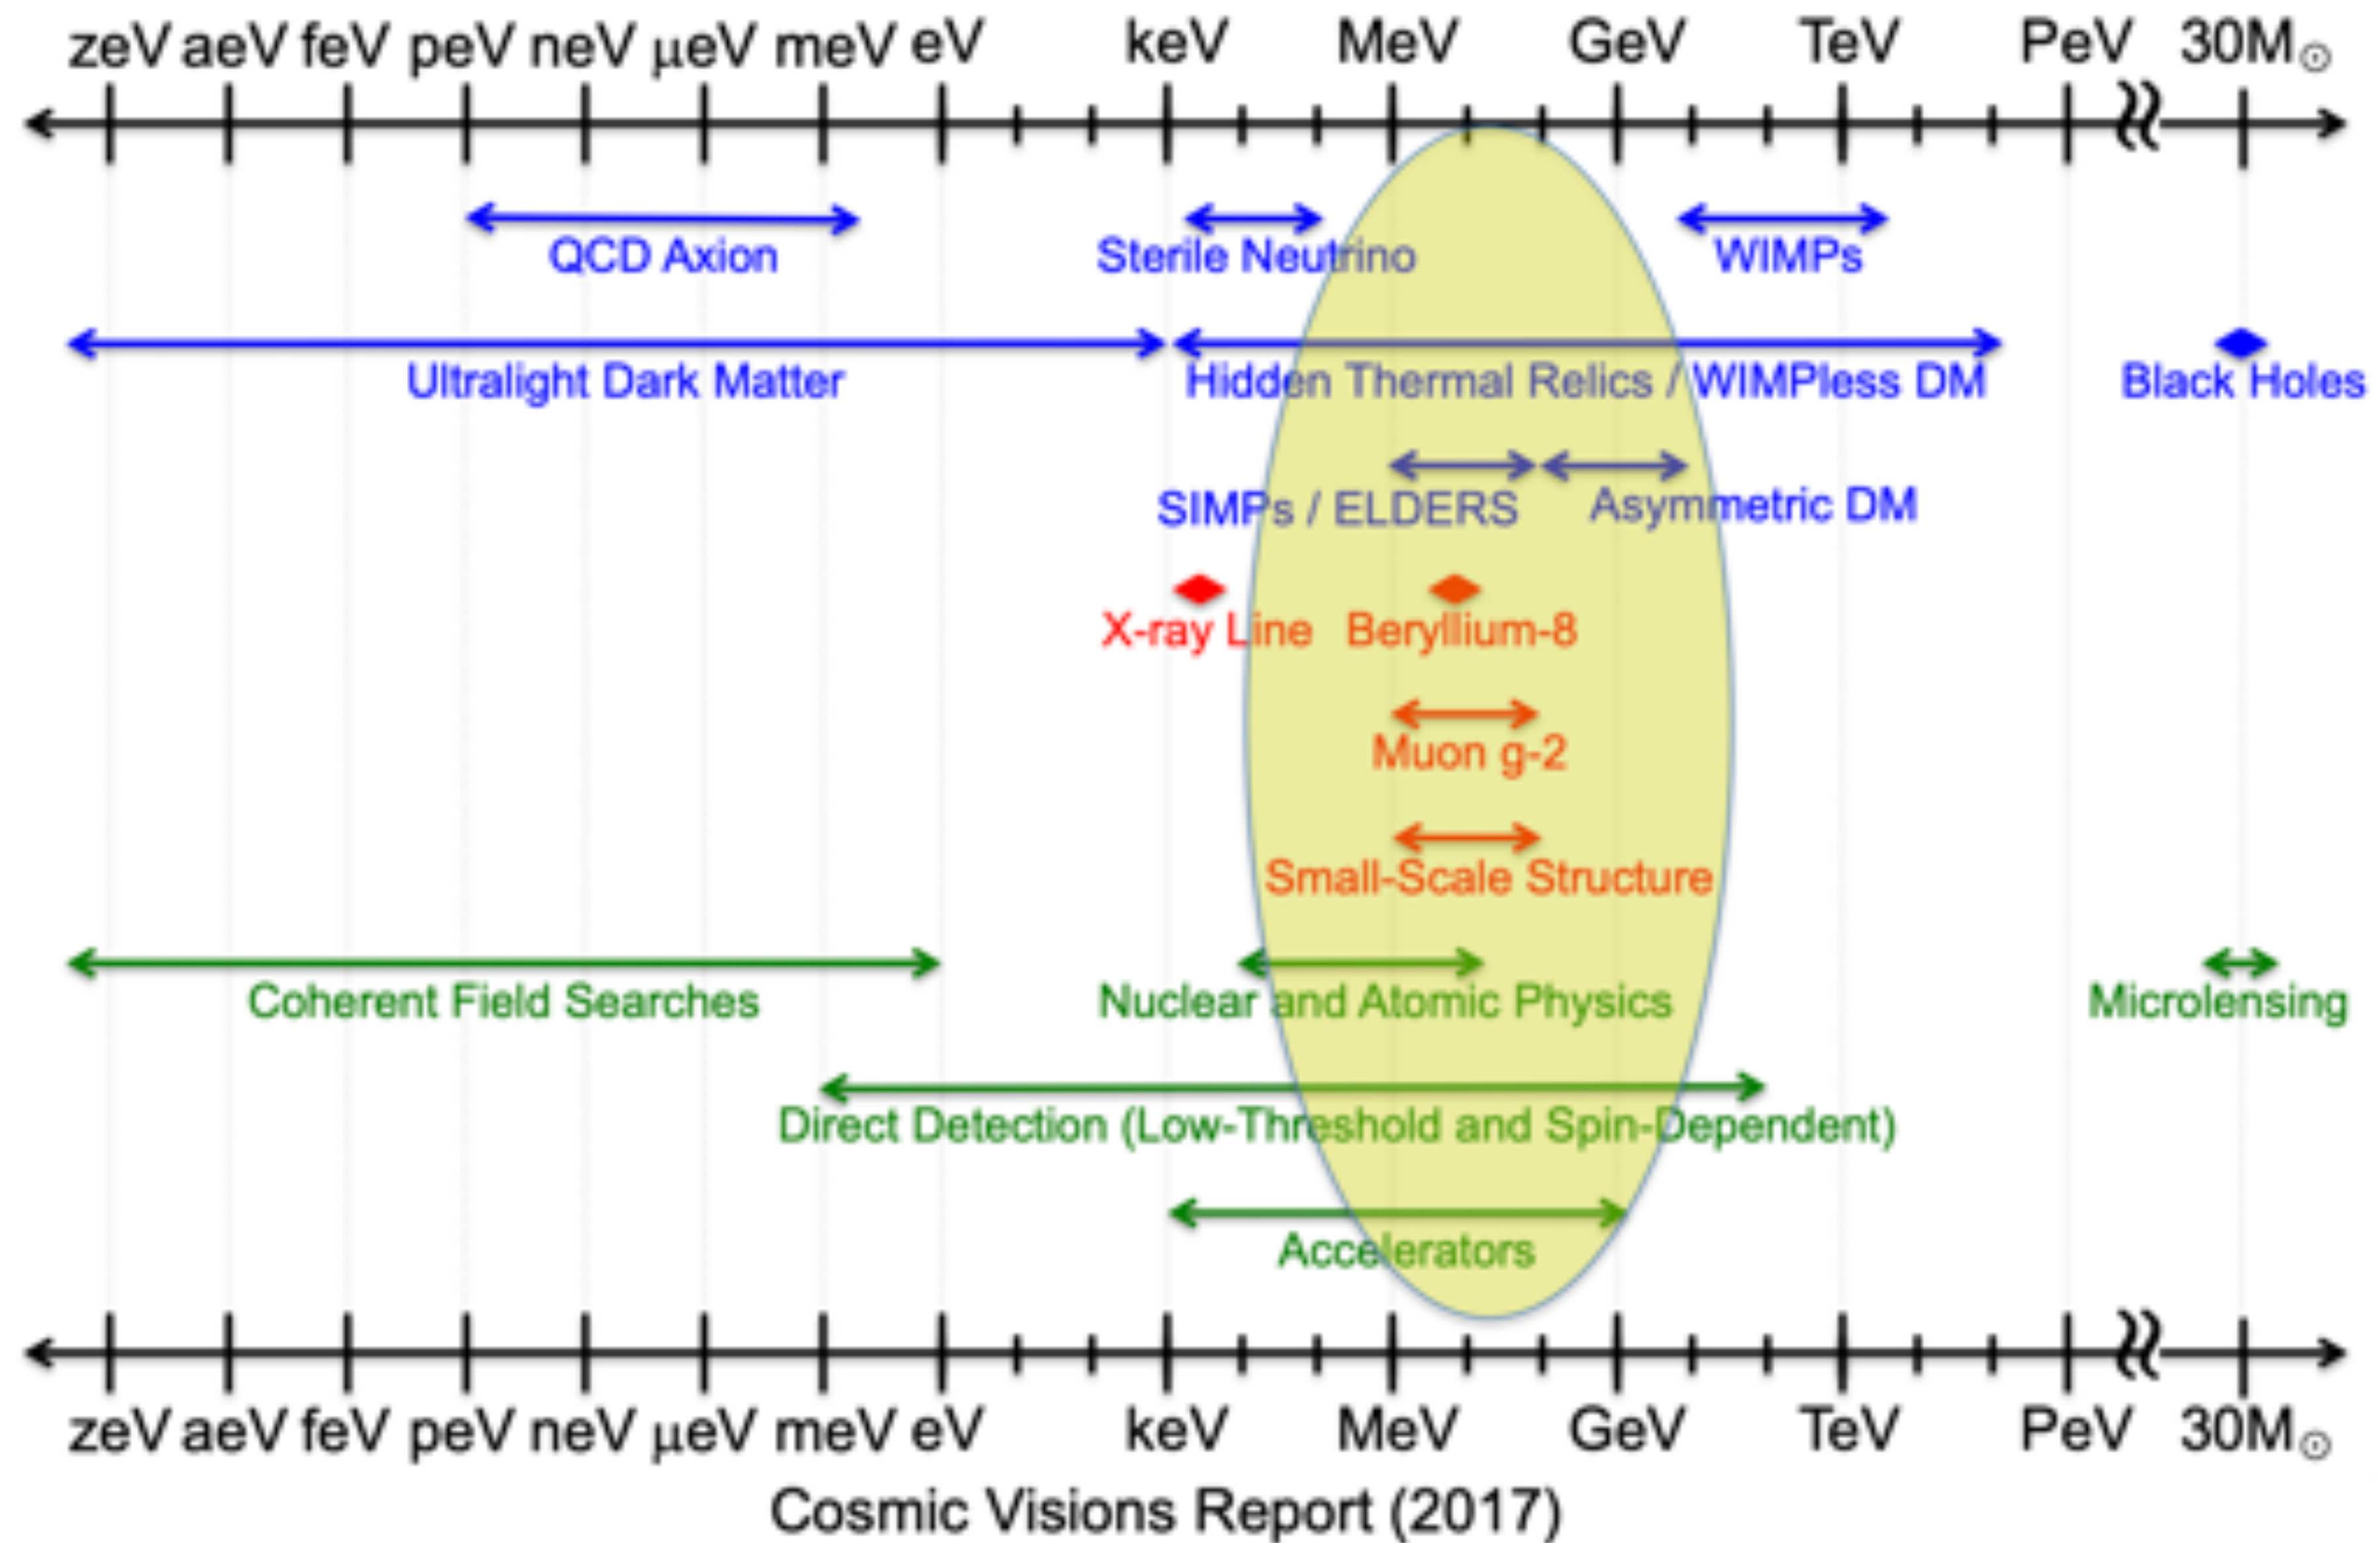 zeV aeV feV peV neV μeV meV eV keV MeV GeV TeV PeV 30M☉
QCD Axion Sterile Neutrino WIMPs
Ultralight Dark Matter Hidden Thermal Relics / WIMPless DM Black Holes
SIMPs / ELDERS Asymmetric DM
X-ray Line Beryllium-8
Muon g-2
Small-Scale Structure
Coherent Field Searches Nuclear and Atomic Physics Microlensing
Direct Detection (Low-Threshold and Spin-Dependent)
Accelerators
zeV aeV feV peV neV μeV meV eV keV MeV GeV TeV PeV 30M☉
Cosmic Visions Report (2017)